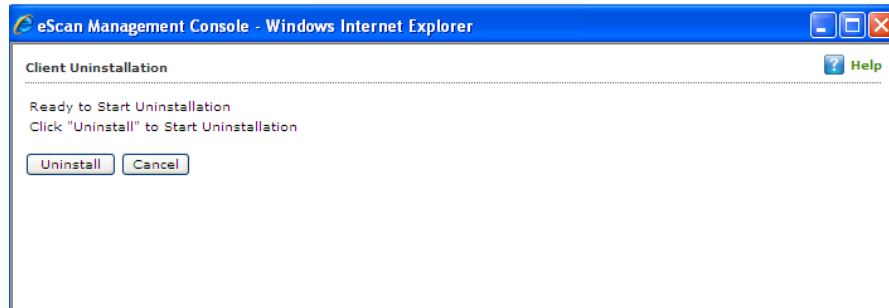 eScan Management Console - Windows Internet Explorer
Client Uninstallation
? Help
Ready to Start Uninstallation
Click "Uninstall" to Start Uninstallation
Uninstall Cancel